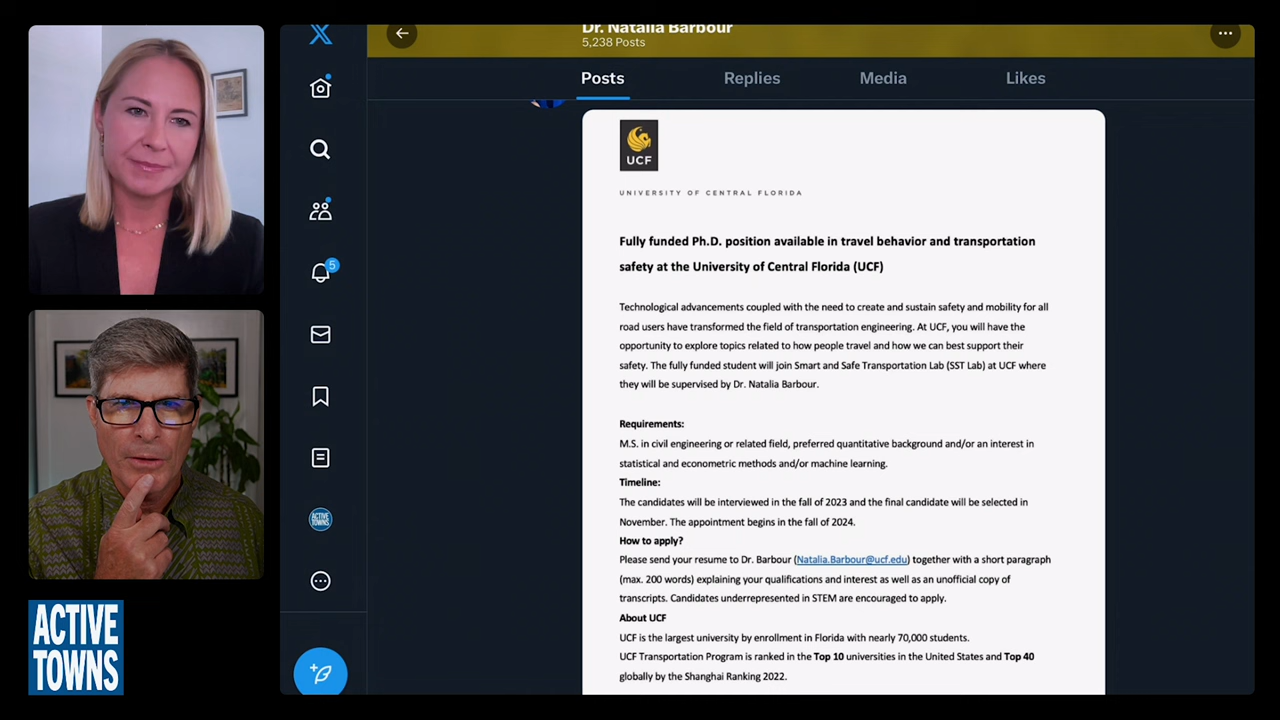 Dr. Natalia Barbour
5,238 Posts
Posts Replies Media Likes
5
UCF
UNIVERSITY OF CENTRAL FLORIDA
Fully funded Ph.D. position available in travel behavior and transportation
safety at the University of Central Florida (UCF)
Technological advancements coupled with the need to create and sustain safety and mobility for all
road users have transformed the field of transportation engineering. At UCF, you will have the
opportunity to explore topics related to how people travel and how we can best support their
safety. The fully funded student will join Smart and Safe Transportation Lab (SST Lab) at UCF where
they will be supervised by Dr. Natalia Barbour.
Requirements:
M.S. in civil engineering or related field, preferred quantitative background and/or an interest in
statistical and econometric methods and/or machine learning.
Timeline:
The candidates will be interviewed in the fall of 2023 and the final candidate will be selected in
November. The appointment begins in the fall of 2024.
How to apply?
Please send your resume to Dr. Barbour (Natalia.Barbour@ucf.edu) together with a short paragraph
(max. 200 words) explaining your qualifications and interest as well as an unofficial copy of
transcripts. Candidates underrepresented in STEM are encouraged to apply.
About UCF
UCF is the largest university by enrollment in Florida with nearly 70,000 students.
UCF Transportation Program is ranked in the Top 10 universities in the United States and Top 40
globally by the Shanghai Ranking 2022.
ACTIVE
TOWNS
ACTIVE
TOWNS